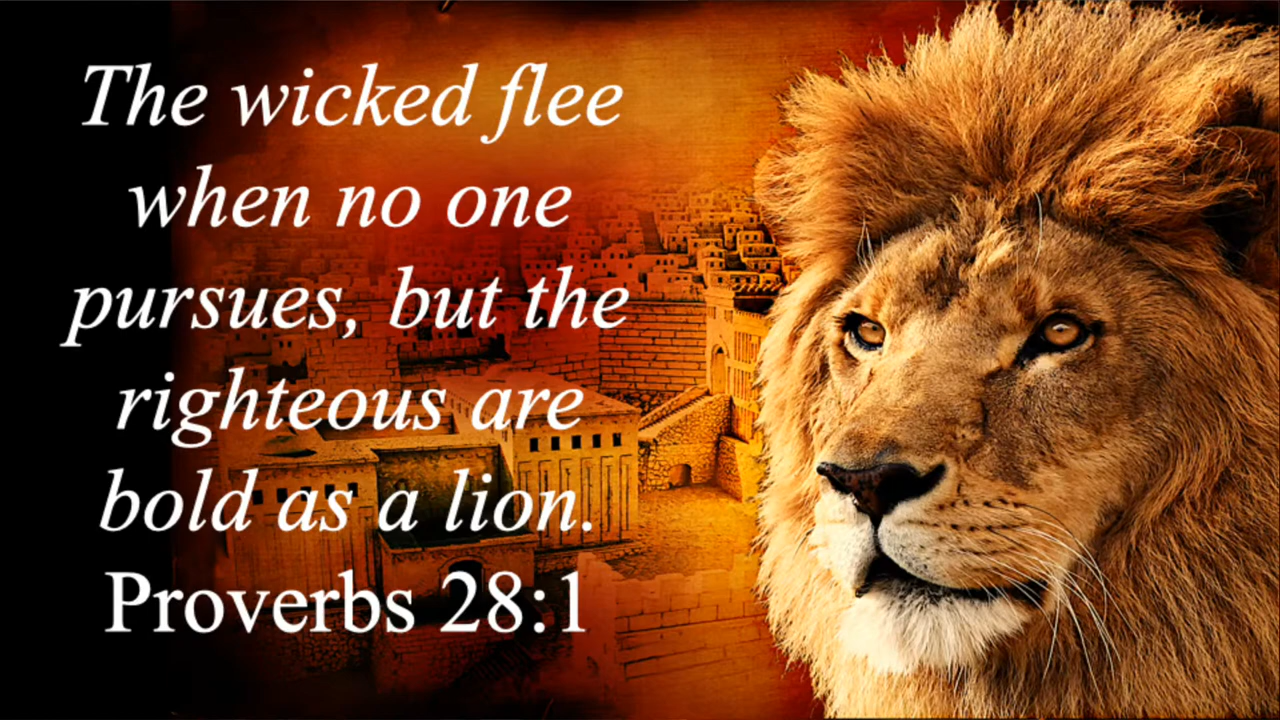 The wicked flee
when no one
pursues, but the
righteous are
bold as a lion.
Proverbs 28:1